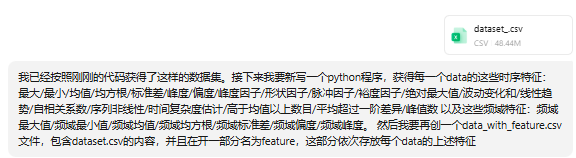 dataset_.csv
CSV · 48.44M
我已经按照刚刚的代码获得了这样的数据集。接下来我要新写一个python程序，获得每一个data的这些时序特征：
最大/最小/均值/均方根/标准差/峰度/偏度/峰度因子/形状因子/脉冲因子/裕度因子/绝对最大值/波动变化和/线性趋
势/自相关系数/序列非线性/时间复杂度估计/高于均值以上数目/平均超过一阶差异/峰值数 以及这些频域特征：频域
最大值/频域最小值/频域均值/频域均方根/频域标准差/频域偏度/频域峰度。 然后我要再创一个data_with_feature.csv
文件，包含dataset.csv的内容，并且在开一部分名为feature，这部分依次存放每个data的上述特征